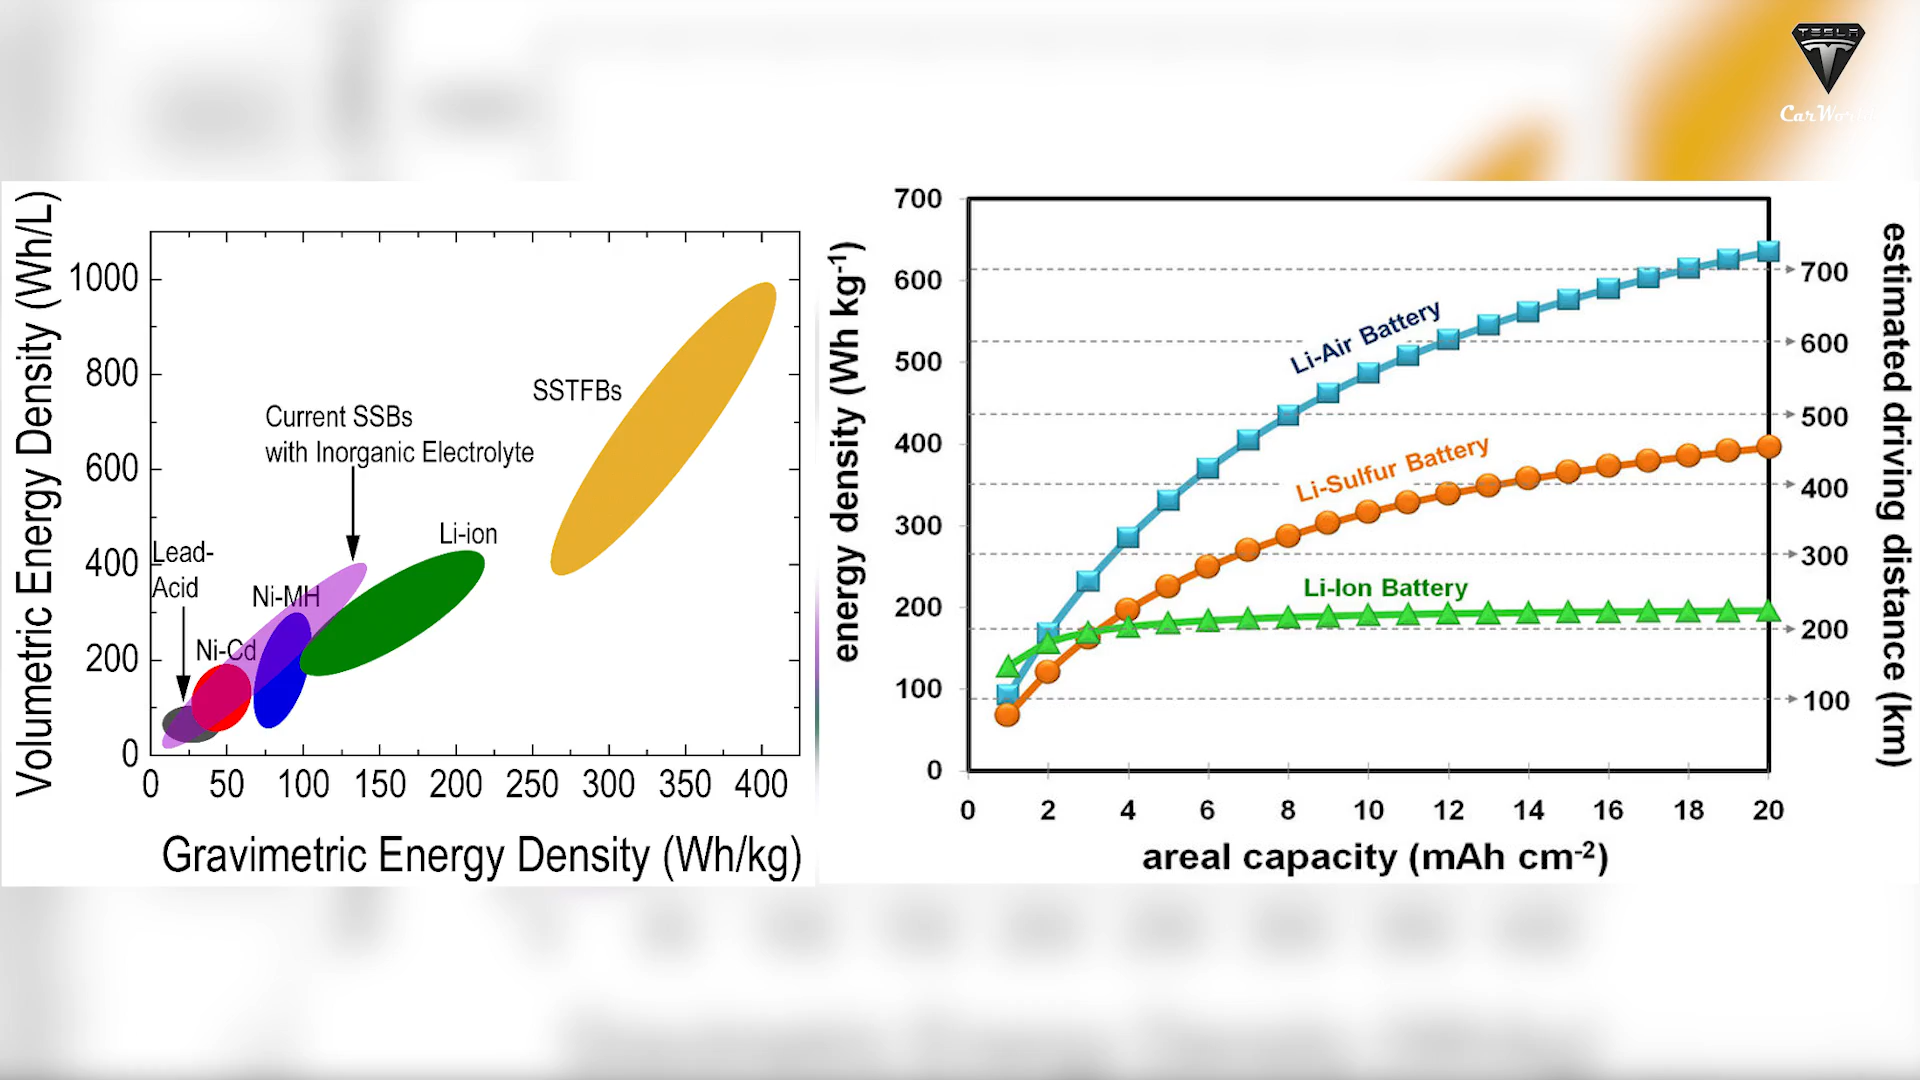 TESLA
CarWorld
Volumetric Energy Density (Wh/L)
1000
800
600
400
200
0
SSTFBs
Current SSBs
with Inorganic Electrolyte
Li-ion
Lead-
Acid
Ni-MH
Ni-Cd
0 50 100 150 200 250 300 350 400
Gravimetric Energy Density (Wh/kg)
energy density (Wh kg-1)
700
600
500
400
300
200
100
0
Li-Air Battery
Li-Sulfur Battery
Li-Ion Battery
700
600
500
400
300
200
100
estimated driving distance (km)
0 2 4 6 8 10 12 14 16 18 20
areal capacity (mAh cm-2)